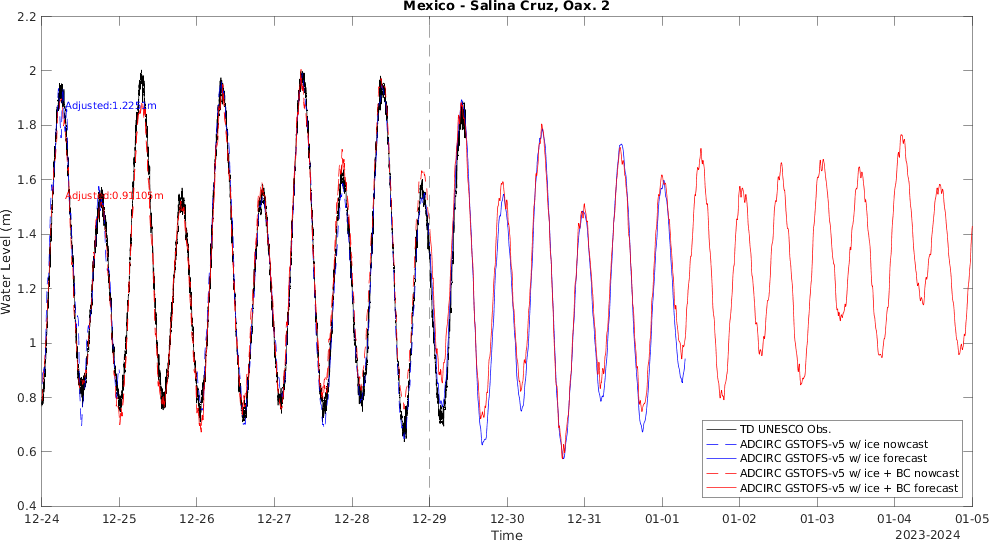 Mexico - Salina Cruz, Oax. 2
2.2
2
1.8
1.6
1.4
1.2
1
0.8
0.6
0.4
Water Level (m)
Adjusted:1.225
Adjusted:0.91105m
12-24
12-25
12-26
12-27
12-28
12-29
12-30
12-31
01-01
01-02
01-03
01-04
01-05
Time
2023-2024
TD UNESCO Obs.
ADCIRC GSTOFS-v5 w/ ice nowcast
ADCIRC GSTOFS-v5 w/ ice forecast
ADCIRC GSTOFS-v5 w/ ice + BC nowcast
ADCIRC GSTOFS-v5 w/ ice + BC forecast